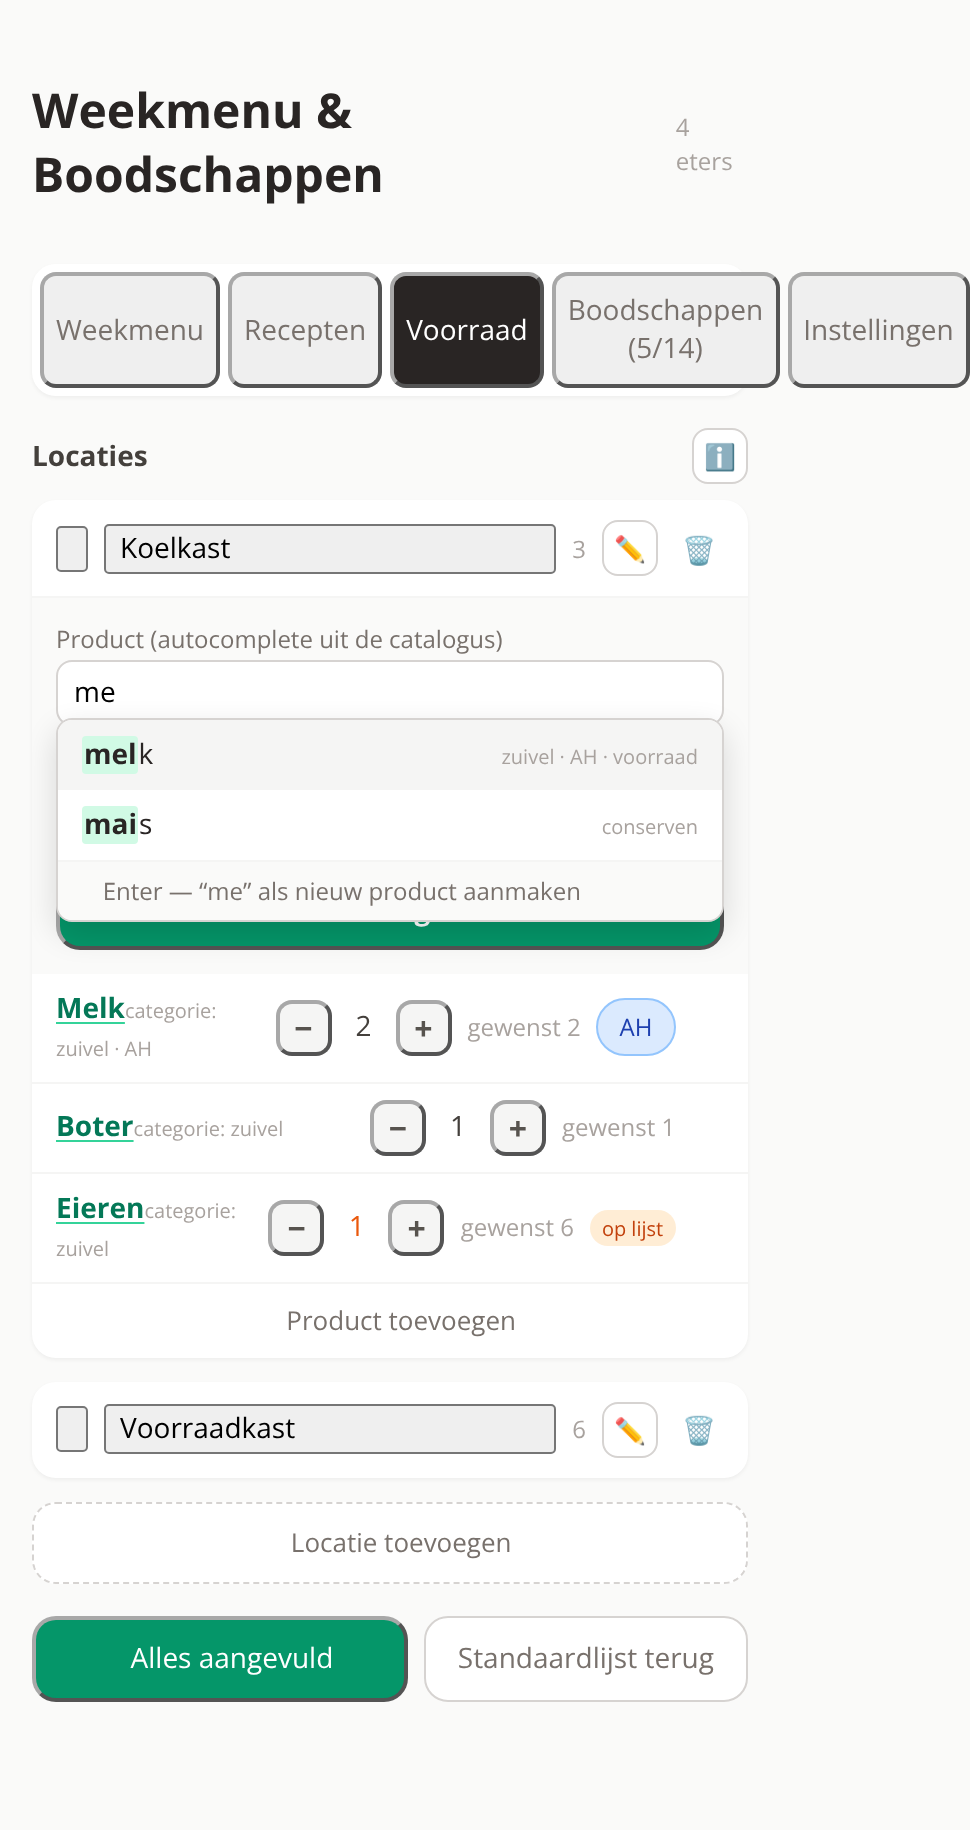 Weekmenu &
Boodschappen
4
eters
Weekmenu
Recepten
Voorraad
Boodschappen
(5/14)
Instellingen
Locaties
Koelkast 3
Product (autocomplete uit de catalogus)
me
melk zuivel · AH · voorraad
mais conserven
Enter — “me” als nieuw product aanmaken
Melk categorie:
zuivel · AH
− 2 + gewenst 2 AH
Boter categorie: zuivel − 1 + gewenst 1
Eieren categorie:
zuivel
− 1 + gewenst 6 op lijst
Product toevoegen
Voorraadkast 6
Locatie toevoegen
Alles aangevuld
Standaardlijst terug